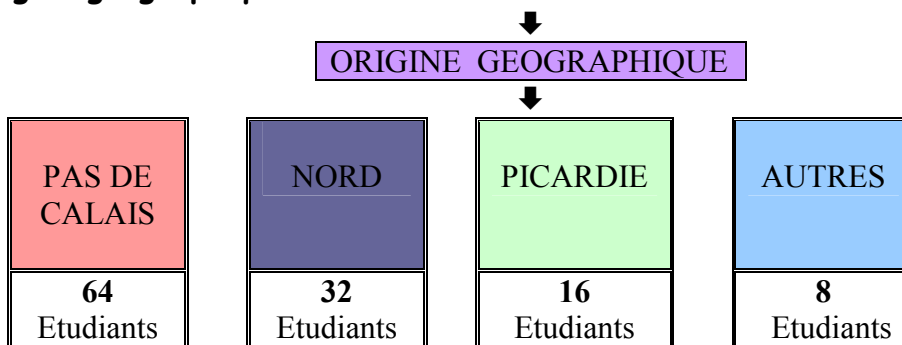 ORIGINE GEOGRAPHIQUE
PAS DE
CALAIS
NORD
PICARDIE
AUTRES
64
Etudiants
32
Etudiants
16
Etudiants
8
Etudiants